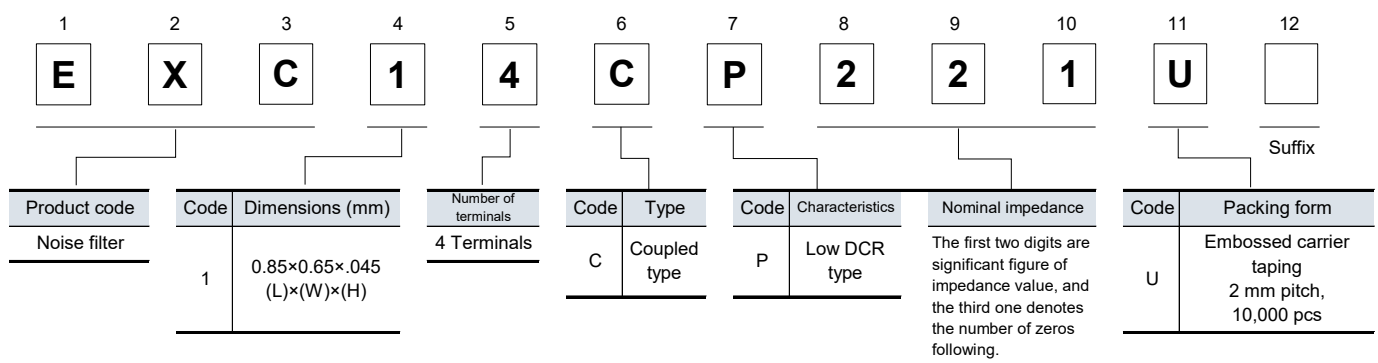 1 2 3 4 5 6 7 8 9 10 11 12
E X C 1 4 C P 2 2 1 U
Suffix
Product code
Noise filter
Code Dimensions (mm)
1 0.85×0.65×.045
(L)×(W)×(H)
Number of
terminals
4 Terminals
Code Type
C Coupled
type
Code Characteristics
P Low DCR
type
Nominal impedance
The first two digits are
significant figure of
impedance value, and
the third one denotes
the number of zeros
following.
Code Packing form
U Embossed carrier
taping
2 mm pitch,
10,000 pcs